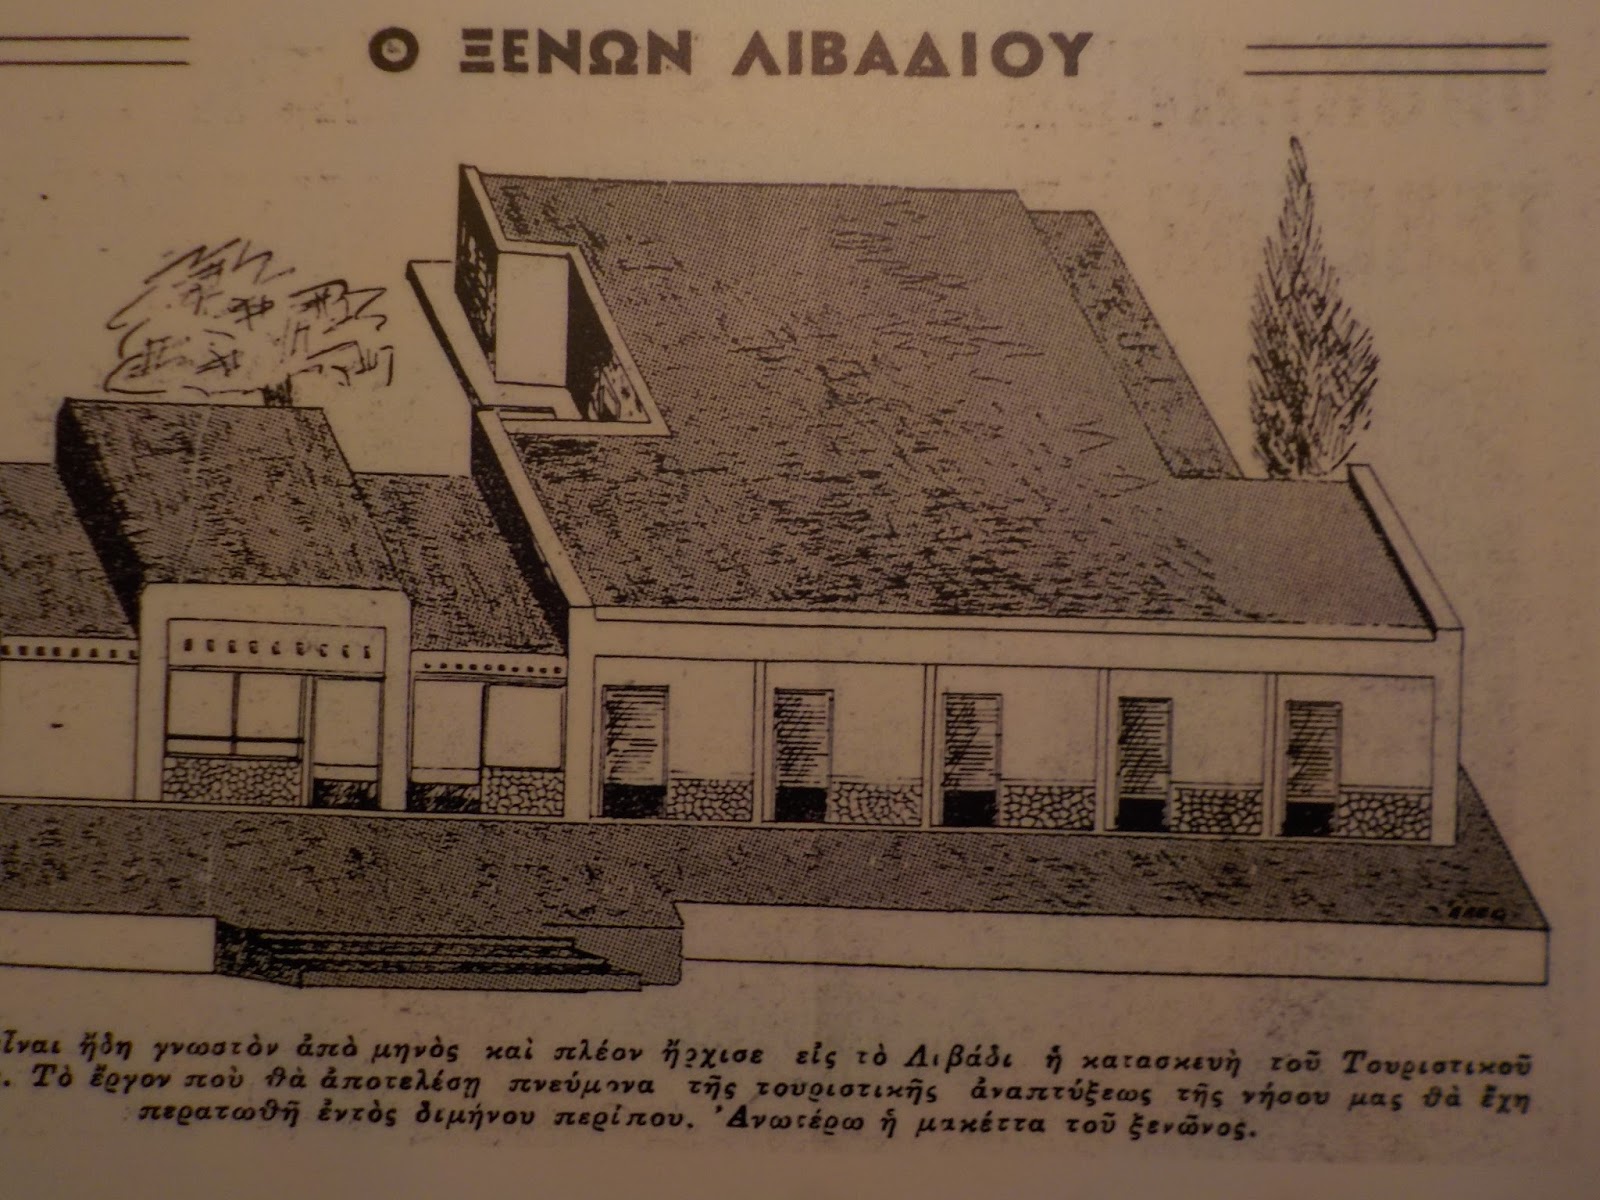 Ο ΞΕΝΩΝ ΛΙΒΑΔΙΟΥ
εἶναι ἤδη γνωστὸν ἀπὸ μηνὸς καὶ πλέον ἤρχισε εἰς τὸ Λιβάδι ἡ κατασκευὴ τοῦ Τουριστικοῦ
. Τὸ ἔργον ποὺ θὰ ἀποτελέσῃ πνεύμονα τῆς τουριστικῆς ἀναπτύξεως τῆς νήσου μας θὰ ἔχῃ
περατωθῆ ἐντὸς διμήνου περίπου. Ἀνωτέρω ἡ μακέττα τοῦ ξενῶνος.